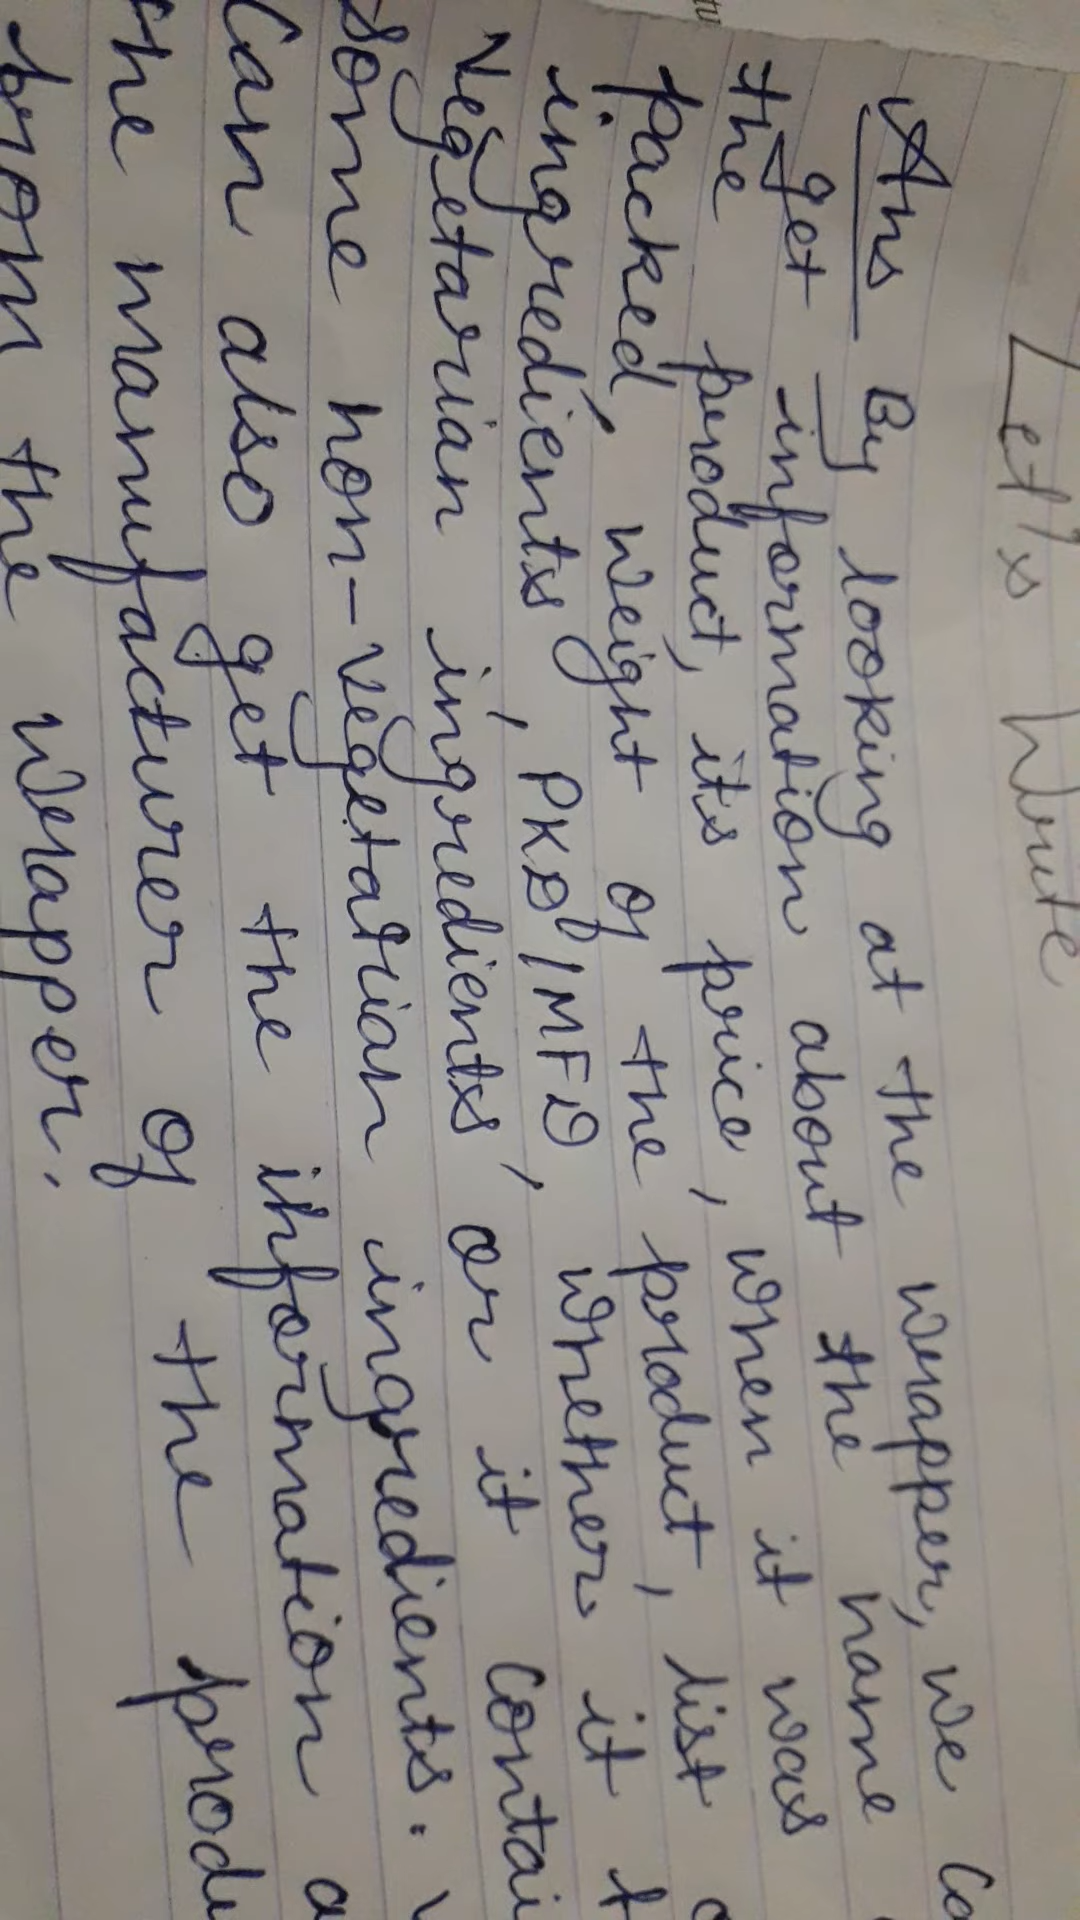 Let's Write
Ans By looking at the wrapper, we
get information about the name
the product, its price, when it was
packed, weight of the product, list
ingredients, PKD/MFD, whether it
vegetarian ingredients, or it contai
some non-vegetarian ingredients.
can also get the information a
the manufacturer of the produ
from the wrapper.